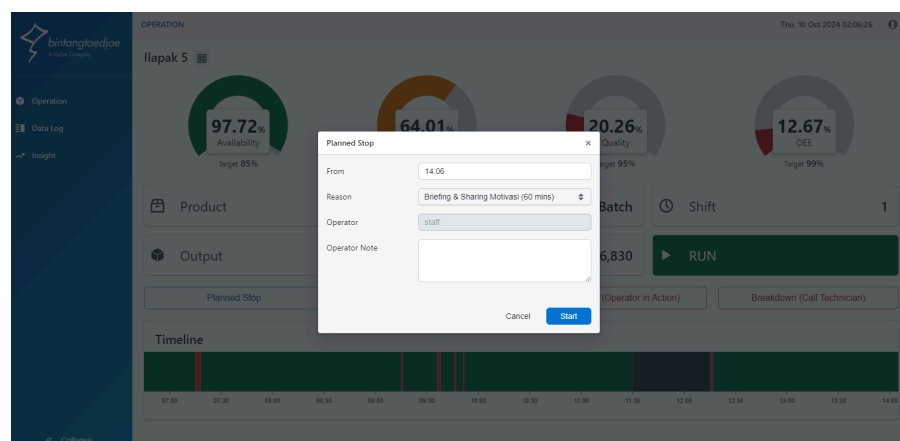 bintangtoedjoe
A Kalbe Company
OPERATION
Thu, 10 Oct 2024 02:06:26
Ilapak 5
Operation
Data Log
Insight
97.72%
Availability
Target 85%
64.01%
20.26%
Quality
Target 95%
12.67%
OEE
Target 99%
Planned Stop
×
From
14:06
Reason
Briefing & Sharing Motivasi (60 mins)
Operator
staff
Operator Note
Cancel
Start
Product
Batch
Shift
1
Output
6,830
RUN
Planned Stop
(Operator in Action)
Breakdown (Call Technician)
Timeline
07:00 07:30 08:00 08:30 09:00 09:30 10:00 10:30 11:00 11:30 12:00 12:30 13:00 13:30 14:00
Collapse